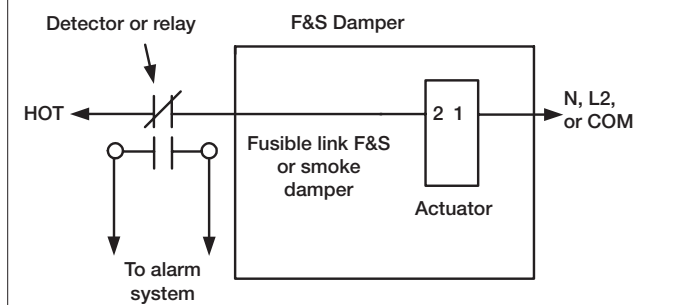 Detector or relay
F&S Damper
HOT
2 1
N, L2,
or COM
Fusible link F&S
or smoke
damper
Actuator
To alarm
system